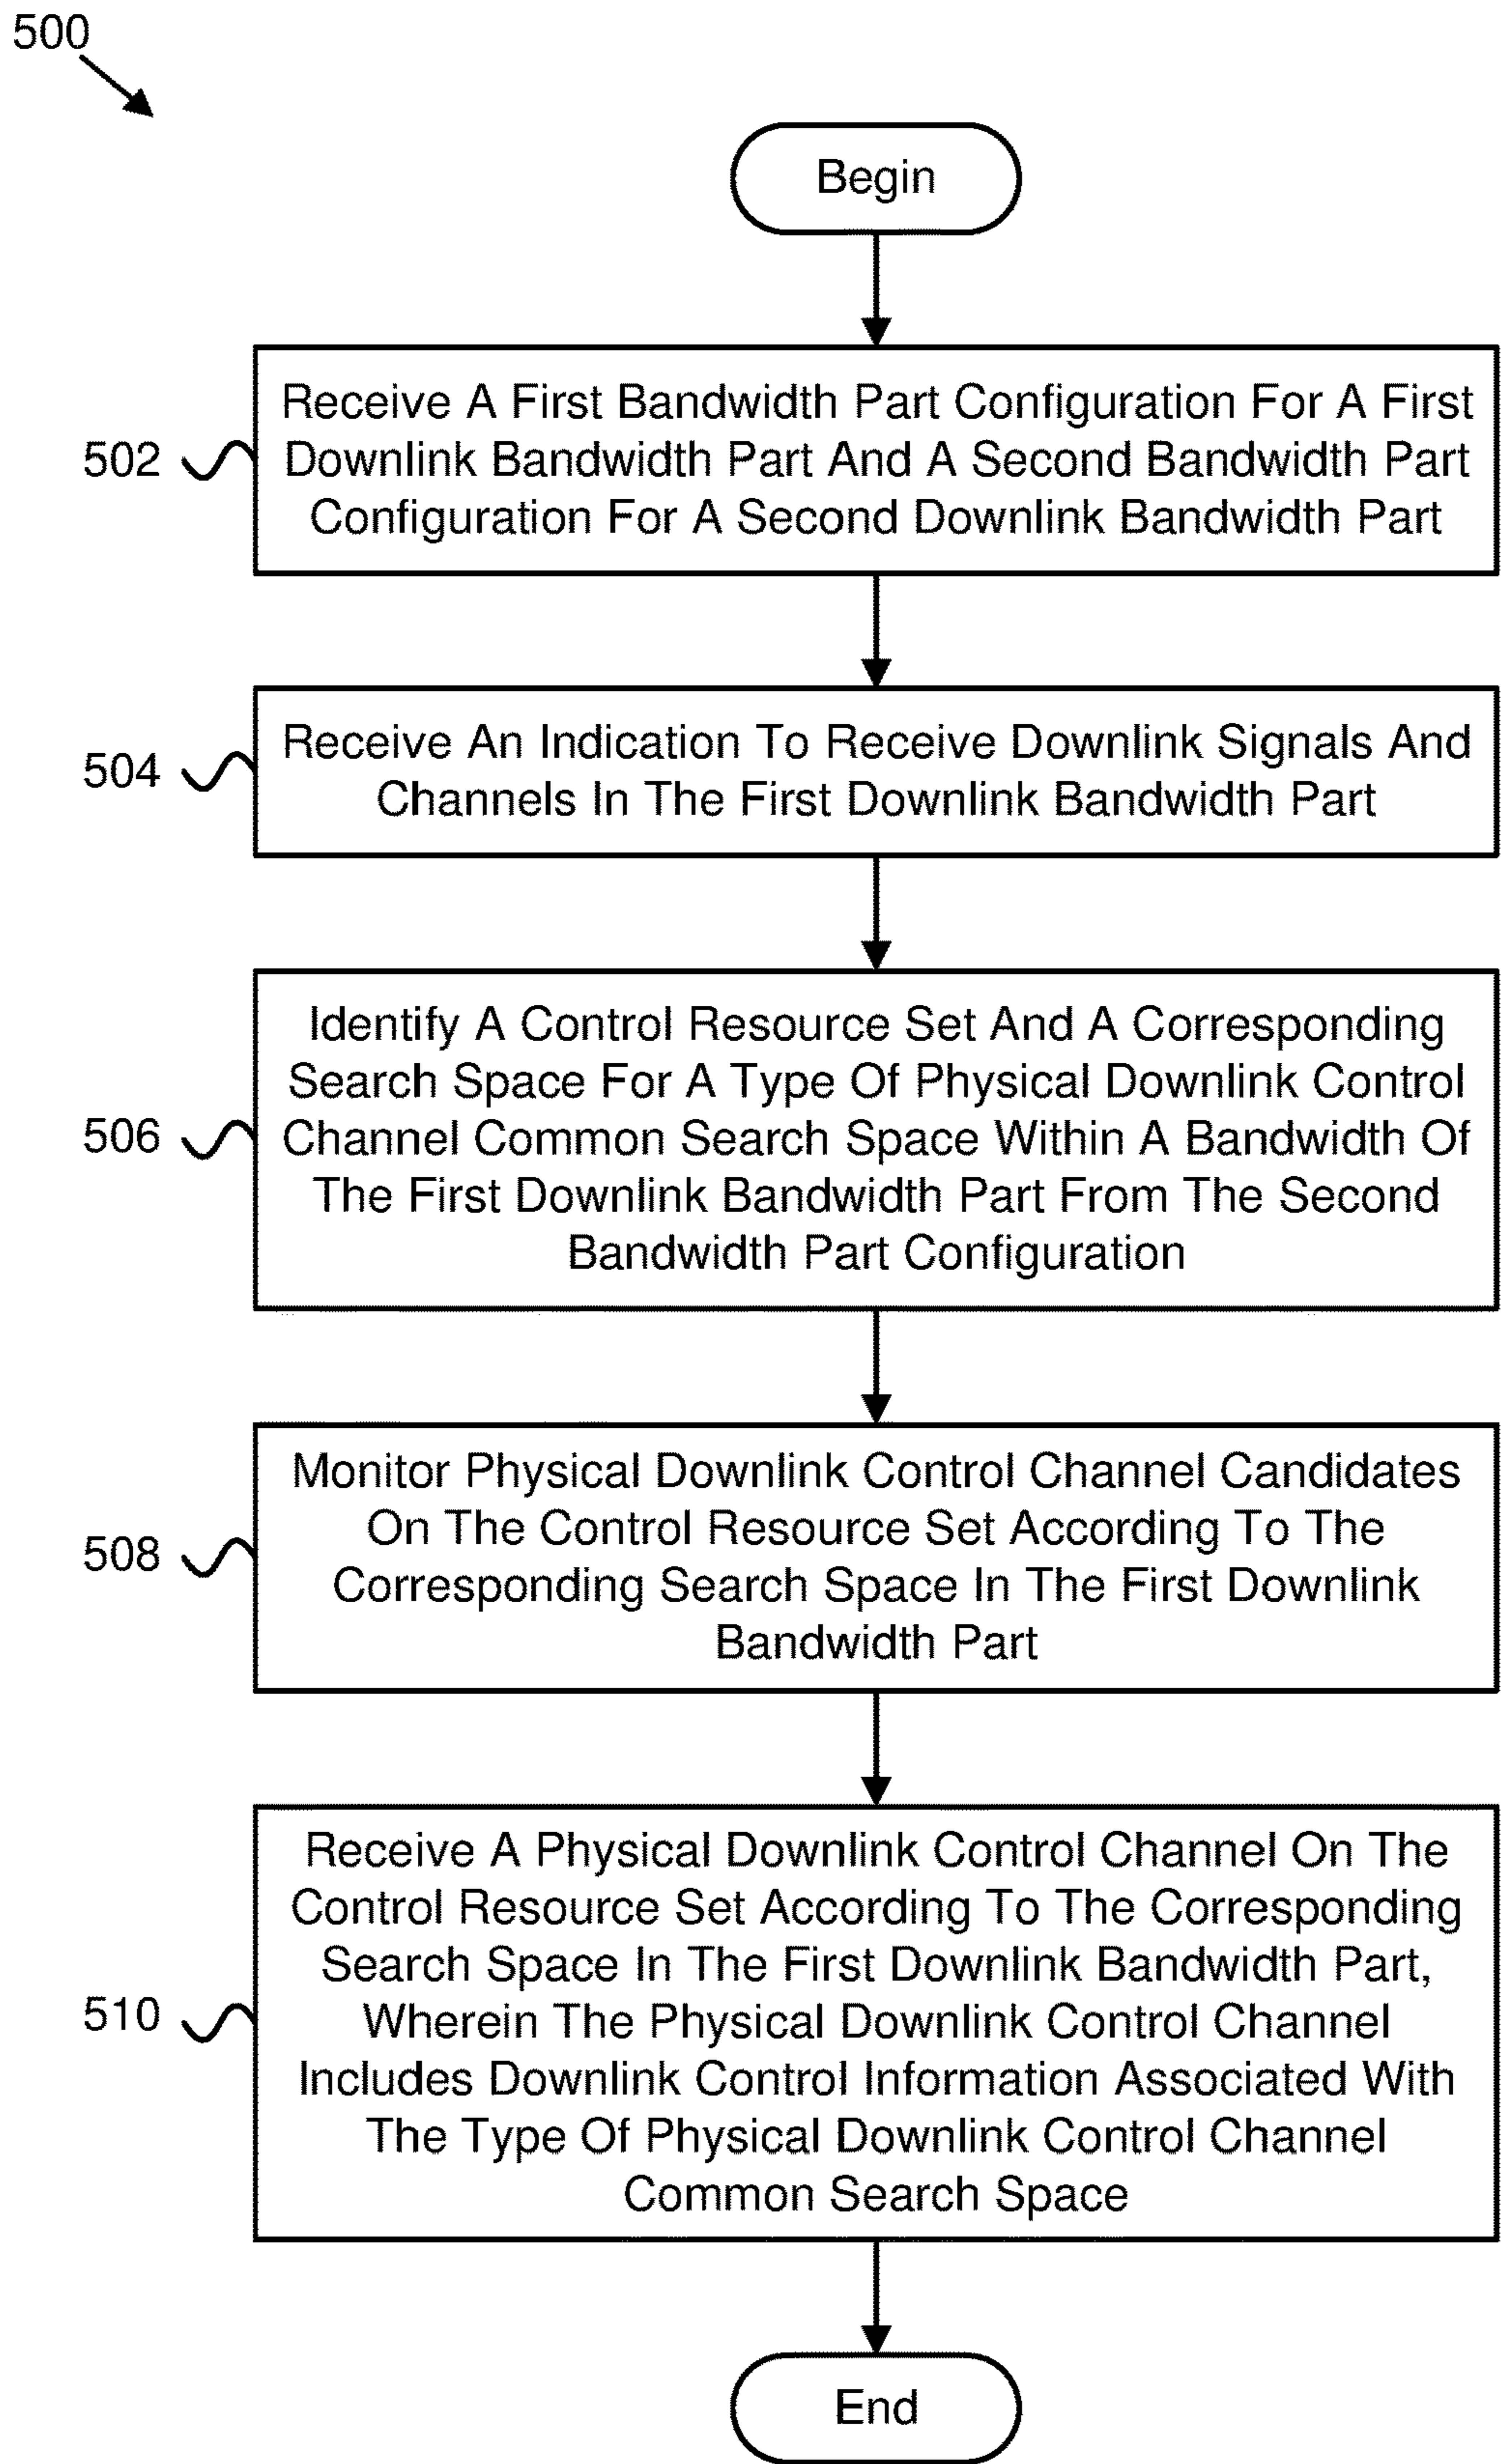 500
Begin
502
Receive A First Bandwidth Part Configuration For A First
Downlink Bandwidth Part And A Second Bandwidth Part
Configuration For A Second Downlink Bandwidth Part
504
Receive An Indication To Receive Downlink Signals And
Channels In The First Downlink Bandwidth Part
506
Identify A Control Resource Set And A Corresponding
Search Space For A Type Of Physical Downlink Control
Channel Common Search Space Within A Bandwidth Of
The First Downlink Bandwidth Part From The Second
Bandwidth Part Configuration
508
Monitor Physical Downlink Control Channel Candidates
On The Control Resource Set According To The
Corresponding Search Space In The First Downlink
Bandwidth Part
510
Receive A Physical Downlink Control Channel On The
Control Resource Set According To The Corresponding
Search Space In The First Downlink Bandwidth Part,
Wherein The Physical Downlink Control Channel
Includes Downlink Control Information Associated With
The Type Of Physical Downlink Control Channel
Common Search Space
End